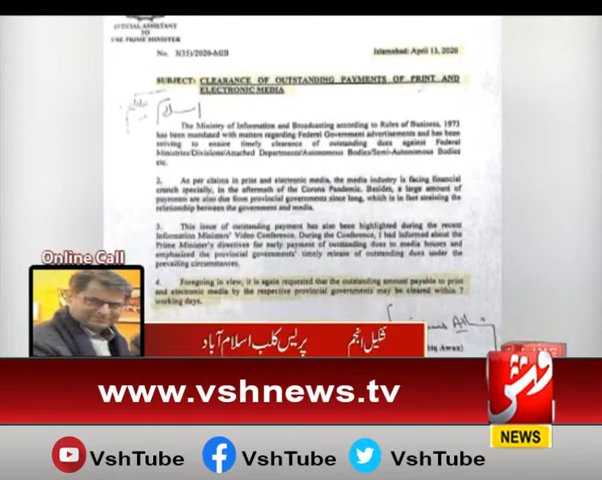 SPECIAL ASSISTANT
TO
THE PRIME MINISTER
No. 3(35)/2020-MIB
Islamabad: April 13, 2020
SUBJECT: CLEARANCE OF OUTSTANDING PAYMENTS OF PRINT AND
ELECTRONIC MEDIA
The Ministry of Information and Broadcasting according to Rules of Business, 1973
has been mandated with matters regarding Federal Government advertisements and has been
striving to ensure timely clearance of outstanding dues against Federal
Ministries/Divisions/Attached Departments/Autonomous Bodies/Semi-Autonomous Bodies
etc.
2. As per claims in print and electronic media, the media industry is facing financial
crunch specially, in the aftermath of the Corona Pandemic. Besides, a large amount of
payments are also due from provincial governments since long, which is in fact straining the
relationship between the government and media.
3. This issue of outstanding payment has also been highlighted during the recent
Information Ministers' Video Conference. During the Conference, I had informed about the
Prime Minister's directives for early payment of outstanding dues to media houses and
emphasized the provincial governments' timely release of outstanding dues under the
prevailing circumstances.
4. Foregoing in view, it is again requested that the outstanding amount payable to print
and electronic media by the respective provincial governments may be cleared within 7
working days.
Awan)
Online Call
شکیل انجم پریس کلب اسلام آباد
www.vshnews.tv
وش
NEWS
VshTube VshTube VshTube